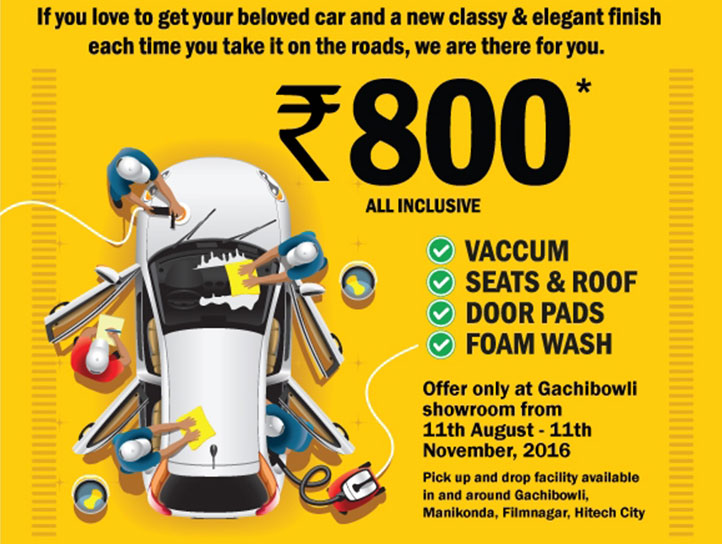 If you love to get your beloved car and a new classy & elegant finish
each time you take it on the roads, we are there for you.
₹800*
ALL INCLUSIVE
VACCUM
SEATS & ROOF
DOOR PADS
FOAM WASH
Offer only at Gachibowli
showroom from
11th August - 11th
November, 2016
Pick up and drop facility available
in and around Gachibowli,
Manikonda, Filmnagar, Hitech City